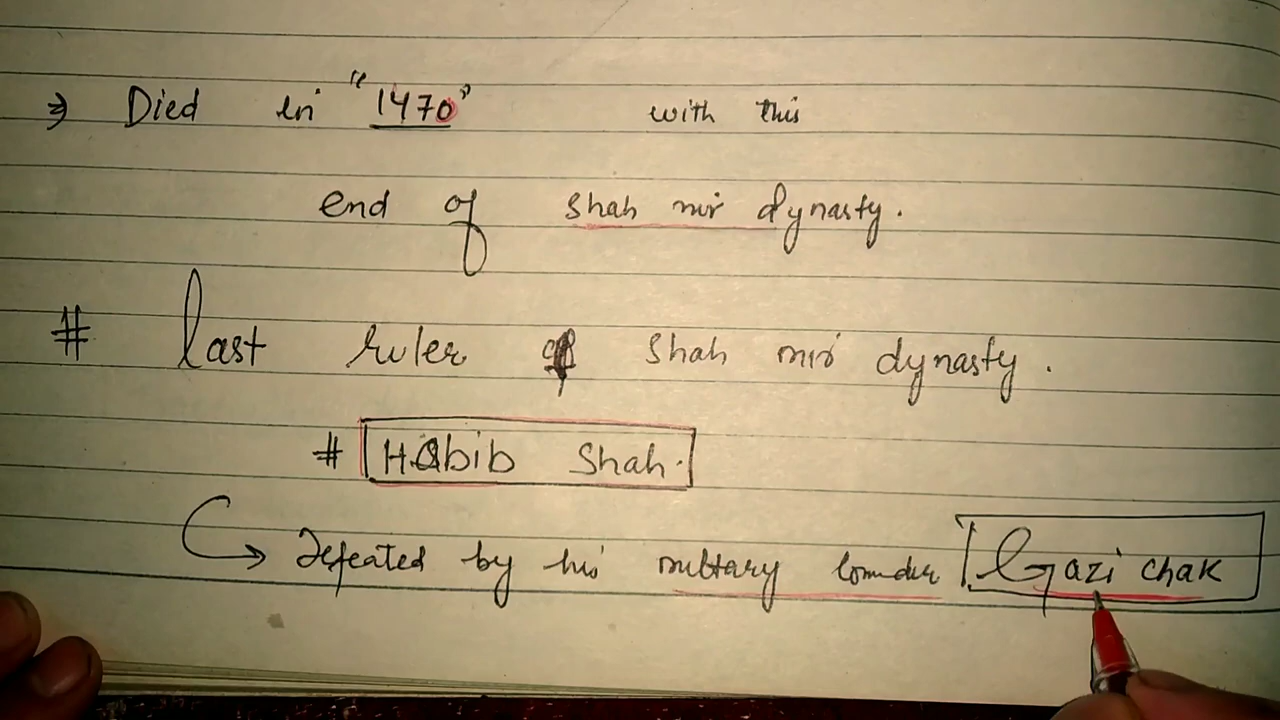 ⇒ Died in "1470" with this
end of Shah mir dynasty.
# last ruler of Shah mir dynasty.
# HAbib Shah.
↪ Defeated by his military Comder Gazi Chak